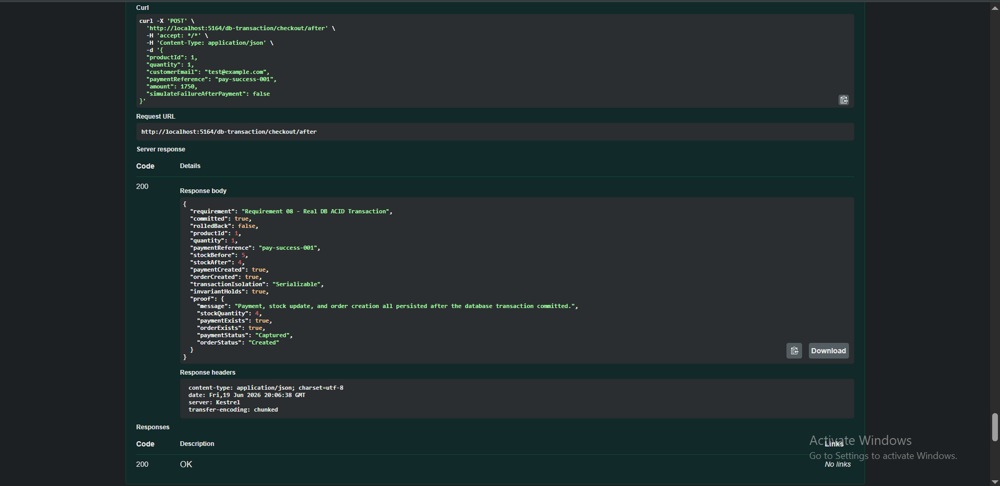 Curl
curl -X 'POST' \
  'http://localhost:5164/db-transaction/checkout/after' \
  -H 'accept: */*' \
  -H 'Content-Type: application/json' \
  -d '{
  "productId": 1,
  "quantity": 1,
  "customerEmail": "test@example.com",
  "paymentReference": "pay-success-001",
  "amount": 1750,
  "simulateFailureAfterPayment": false
}'
Request URL
http://localhost:5164/db-transaction/checkout/after
Server response
Code Details
200
Response body
{
  "requirement": "Requirement 08 - Real DB ACID Transaction",
  "committed": true,
  "rolledBack": false,
  "productId": 1,
  "quantity": 1,
  "paymentReference": "pay-success-001",
  "stockBefore": 5,
  "stockAfter": 4,
  "paymentCreated": true,
  "orderCreated": true,
  "transactionIsolation": "Serializable",
  "invariantHolds": true,
  "proof": {
    "message": "Payment, stock update, and order creation all persisted after the database transaction committed.",
    "stockQuantity": 4,
    "paymentExists": true,
    "orderExists": true,
    "paymentStatus": "Captured",
    "orderStatus": "Created"
  }
}
Download
Response headers
content-type: application/json; charset=utf-8
date: Fri,19 Jun 2026 20:06:38 GMT
server: Kestrel
transfer-encoding: chunked
Responses
Code Description Links
200 OK No links
Activate Windows
Go to Settings to activate Windows.